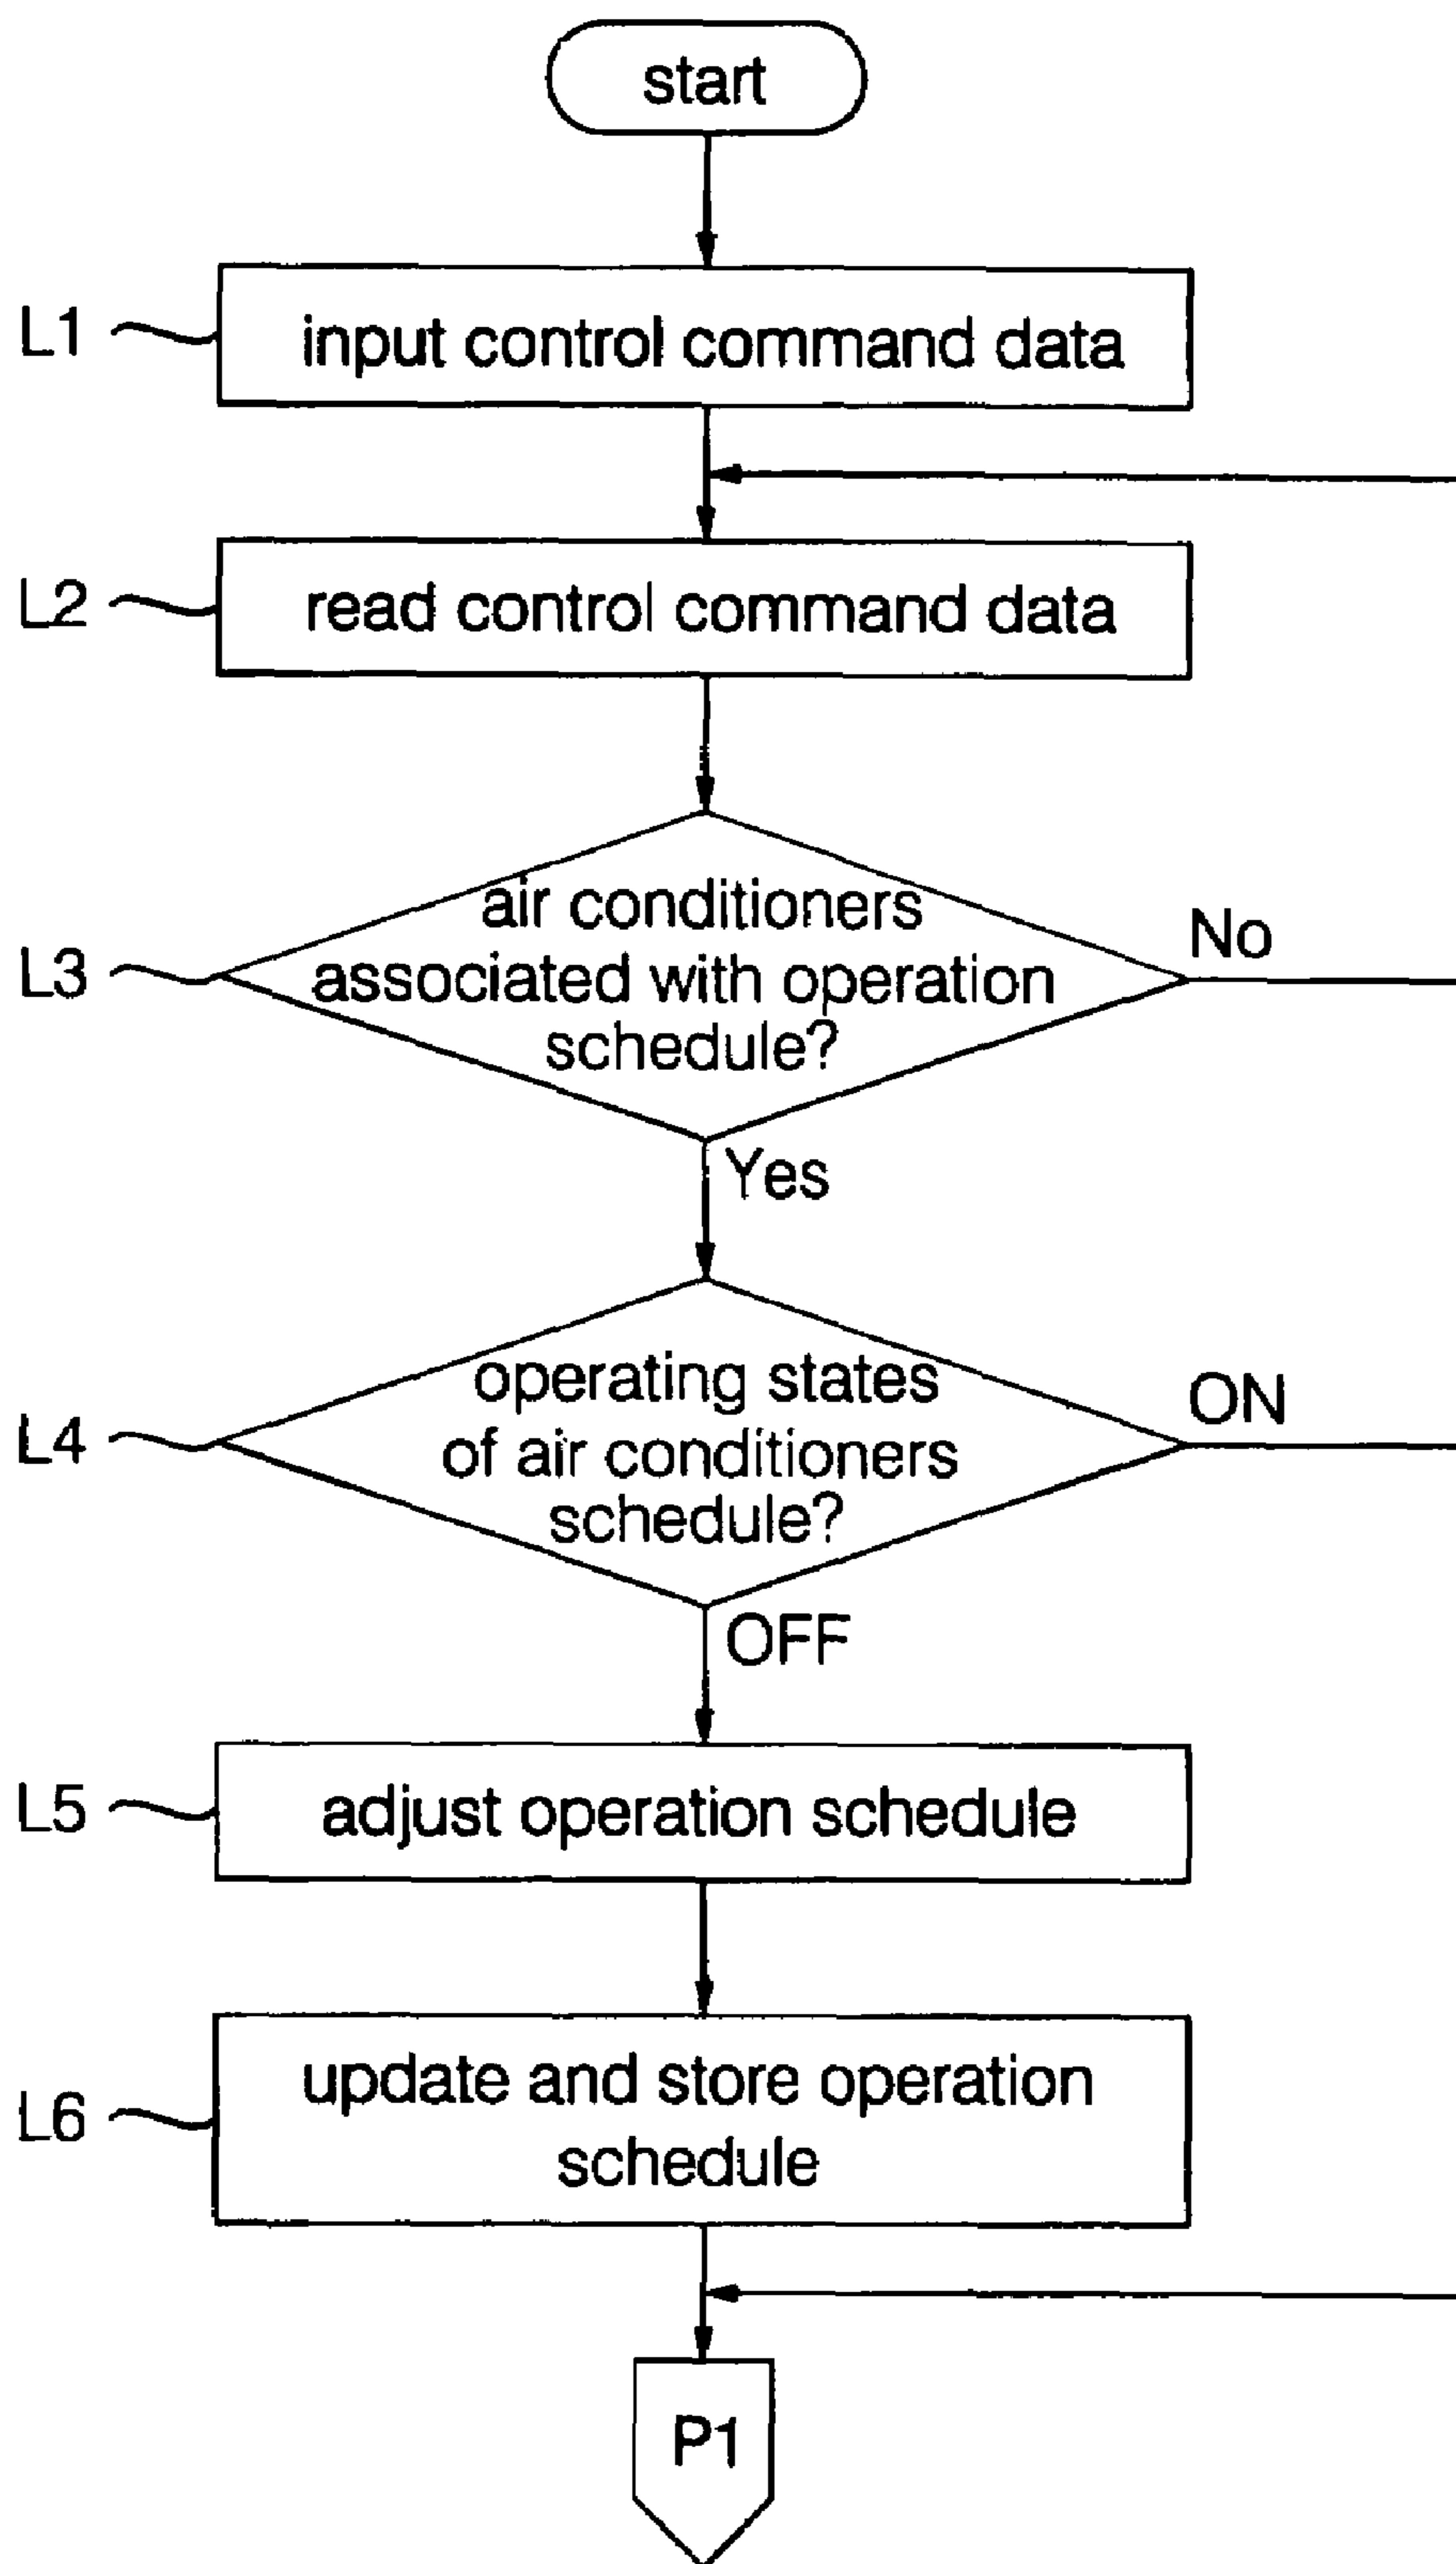 start
L1
input control command data
L2
read control command data
L3
air conditioners
associated with operation
schedule?
No
Yes
L4
operating states
of air conditioners
schedule?
ON
OFF
L5
adjust operation schedule
L6
update and store operation
schedule
P1